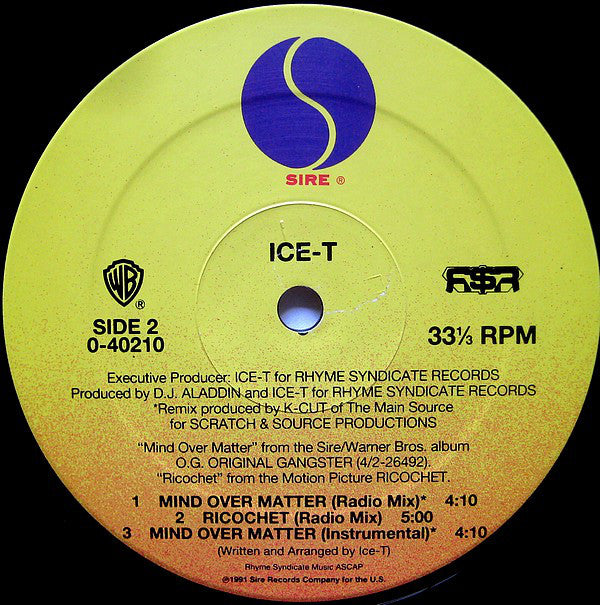 SIRE ®
ICE-T
WB
®
SIDE 2
0-40210
33⅓ RPM
Executive Producer: ICE-T for RHYME SYNDICATE RECORDS
Produced by D.J. ALADDIN and ICE-T for RHYME SYNDICATE RECORDS
*Remix produced by K-CUT of The Main Source
for SCRATCH & SOURCE PRODUCTIONS
“Mind Over Matter” from the Sire/Warner Bros. album
O.G. ORIGINAL GANGSTER (4/2-26492).
“Ricochet” from the Motion Picture RICOCHET.
1 MIND OVER MATTER (Radio Mix)* 4:10
2 RICOCHET (Radio Mix) 5:00
3 MIND OVER MATTER (Instrumental)* 4:10
(Written and Arranged by Ice-T)
Rhyme Syndicate Music ASCAP
℗1991 Sire Records Company for the U.S.